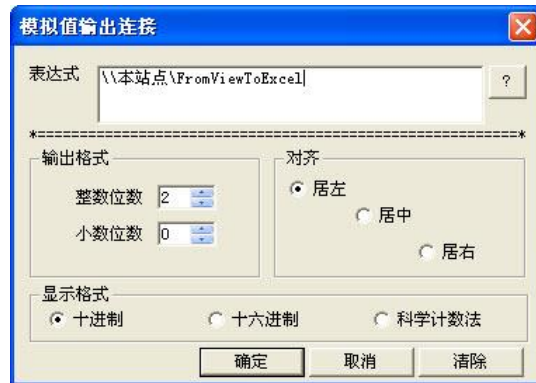 模拟值输出连接
表达式 \\本站点\FromViewToExcel ?
*==================================================*
输出格式
整数位数 2
小数位数 0
对齐
居左
居中
居右
显示格式
十进制 十六进制 科学计数法
确定 取消 清除